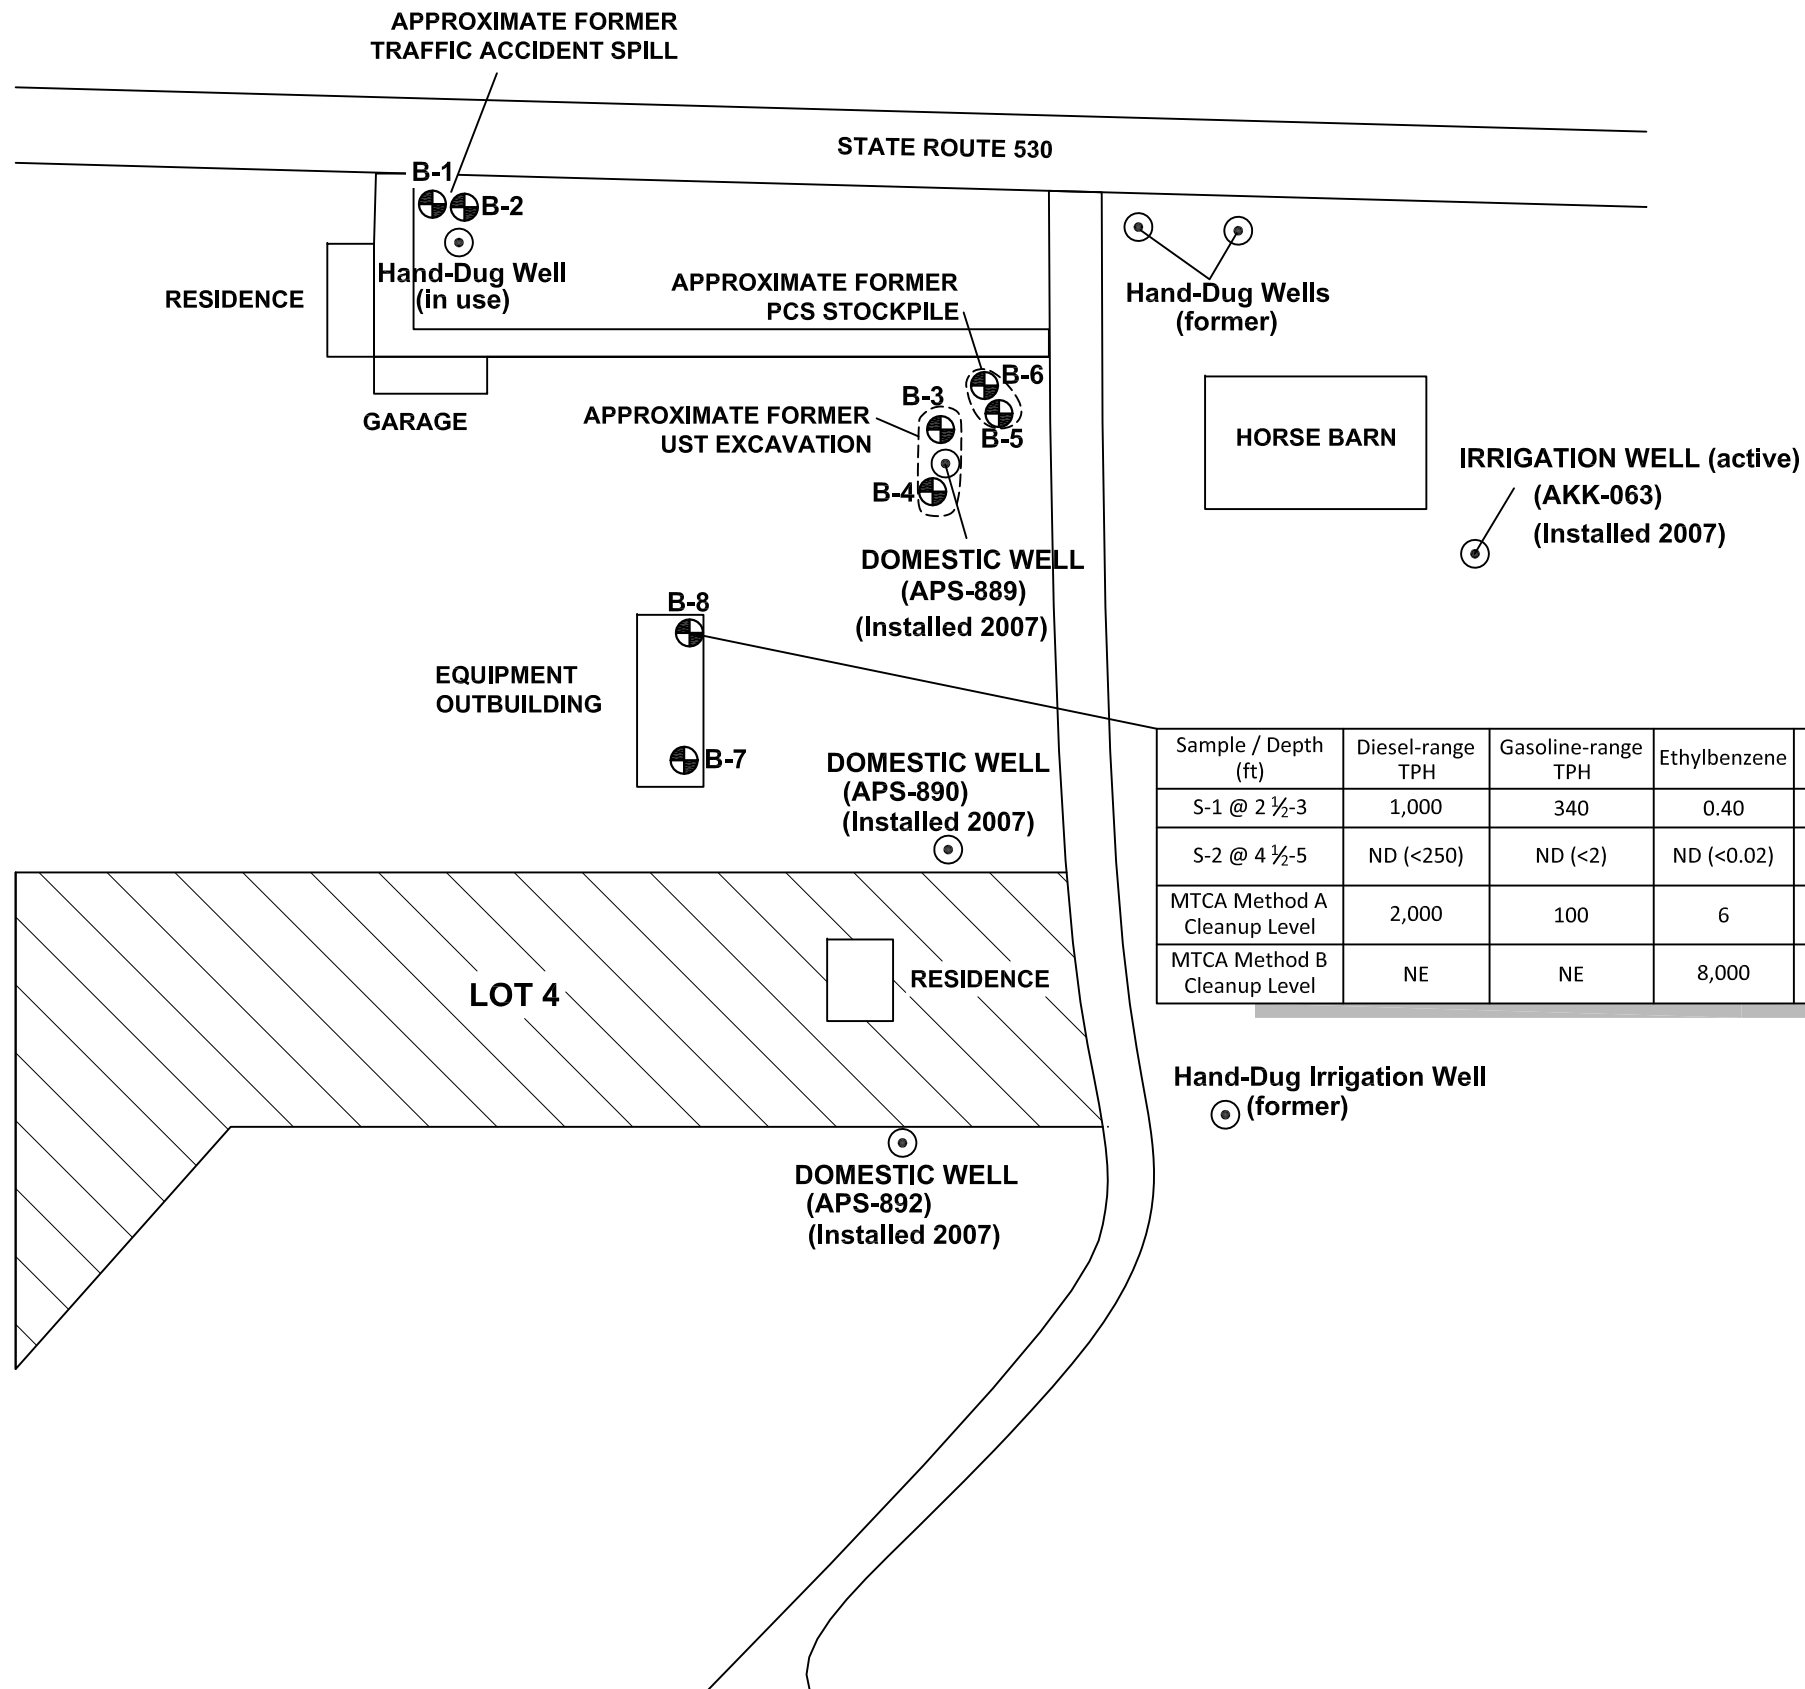 APPROXIMATE FORMER
TRAFFIC ACCIDENT SPILL
STATE ROUTE 530
B-1
B-2
Hand-Dug Well
(in use)
RESIDENCE
GARAGE
APPROXIMATE FORMER
PCS STOCKPILE
Hand-Dug Wells
(former)
B-6
B-3
B-5
APPROXIMATE FORMER
UST EXCAVATION
B-4
HORSE BARN
IRRIGATION WELL (active)
(AKK-063)
(Installed 2007)
DOMESTIC WELL
(APS-889)
(Installed 2007)
B-8
EQUIPMENT
OUTBUILDING
B-7
DOMESTIC WELL
(APS-890)
(Installed 2007)
Sample / Depth (ft) Diesel-range TPH Gasoline-range TPH Ethylbenzene
S-1 @ 2 ½-3 1,000 340 0.40
S-2 @ 4 ½-5 ND (<250) ND (<2) ND (<0.02)
MTCA Method A Cleanup Level 2,000 100 6
MTCA Method B Cleanup Level NE NE 8,000
LOT 4
RESIDENCE
Hand-Dug Irrigation Well
(former)
DOMESTIC WELL
(APS-892)
(Installed 2007)